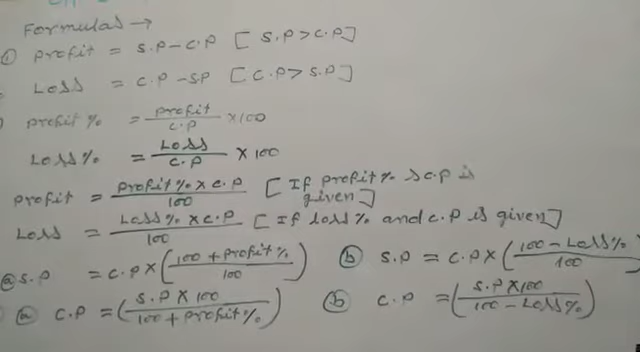 Formulas →
① Profit = S.P - C.P [ S.P > C.P ]
Loss = C.P - S.P [ C.P > S.P ]
Profit % = Profit / C.P × 100
Loss % = Loss / C.P × 100
Profit = Profit % × C.P / 100 [ If profit % & C.P is given ]
Loss = Loss % × C.P / 100 [ If loss % and C.P is given ]
ⓐ S.P = C.P × ( 100 + Profit % / 100 ) ⓑ S.P = C.P × ( 100 - Loss % / 100
ⓐ C.P = ( S.P × 100 / 100 + Profit % ) ⓑ C.P = ( S.P × 100 / 100 - Loss % )